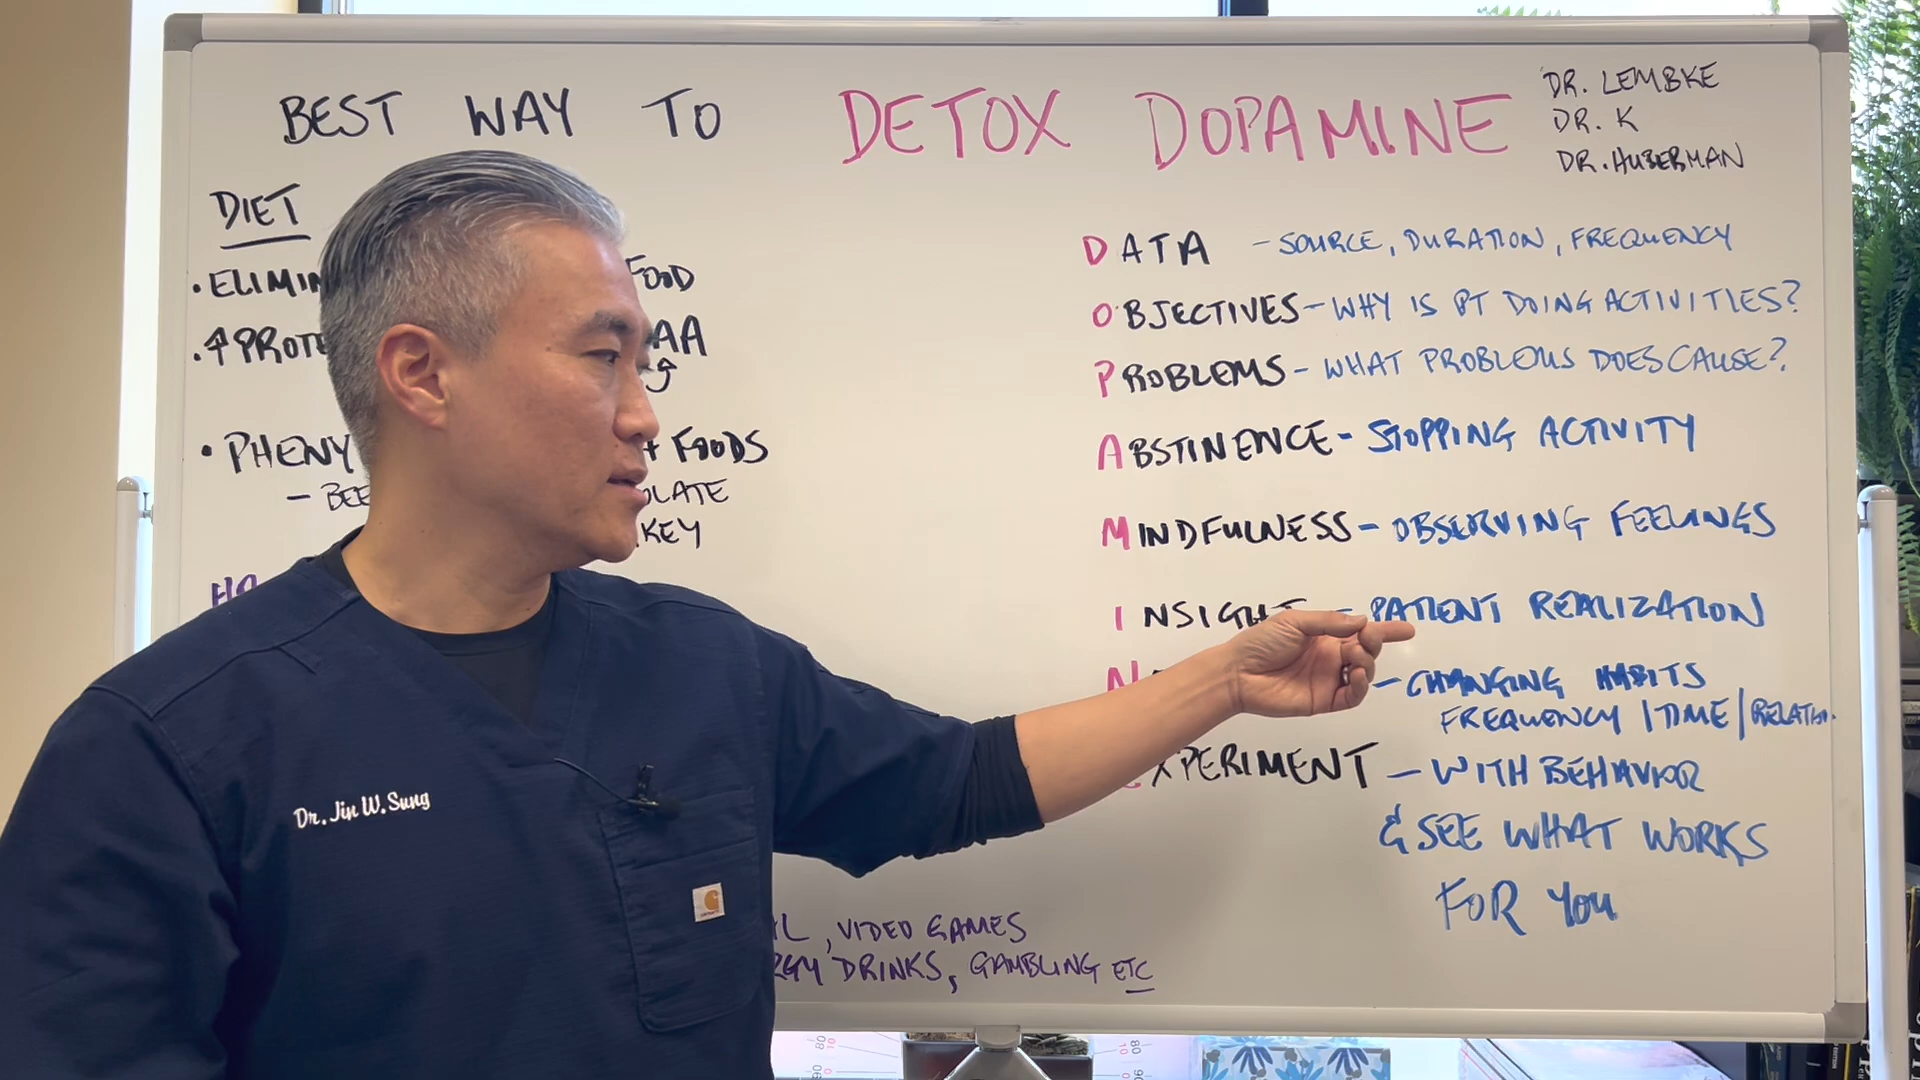 BEST WAY TO DETOX DOPAMINE
DR. LEMBKE
DR. K
DR. HUBERMAN
DIET
• ELIMIN FOOD
• ↑ PROTE AA
• PHENY + FOODS
- BEE OLATE
KEY
DATA - SOURCE, DURATION, FREQUENCY
OBJECTIVES - WHY IS PT DOING ACTIVITIES?
PROBLEMS - WHAT PROBLEMS DOES CAUSE?
ABSTINENCE - STOPPING ACTIVITY
MINDFULNESS - OBSERVING FEELINGS
INSIGHT - PATIENT REALIZATION
N - CHANGING HABITS
FREQUENCY / TIME / RELATION.
EXPERIMENT - WITH BEHAVIOR
& SEE WHAT WORKS
FOR YOU
, VIDEO GAMES
RGY DRINKS, GAMBLING ETC
Dr. Jin W. Sung
carhartt